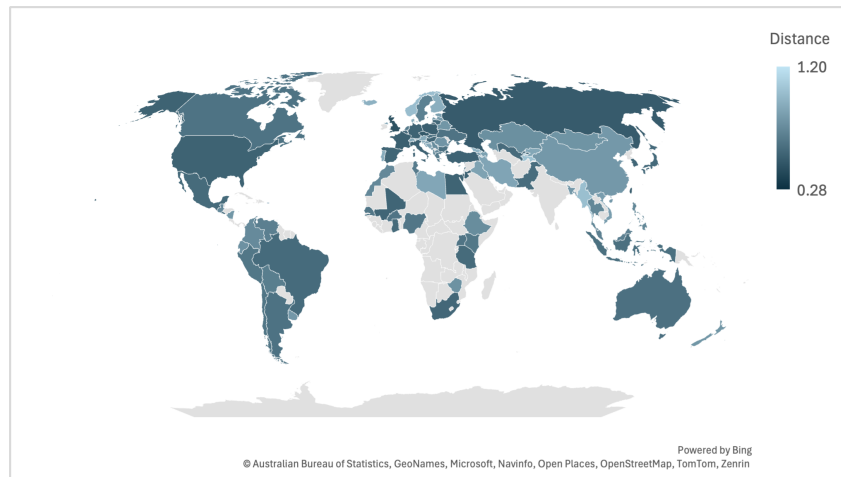 Distance
1.20
0.28
Powered by Bing
© Australian Bureau of Statistics, GeoNames, Microsoft, Navinfo, Open Places, OpenStreetMap, TomTom, Zenrin